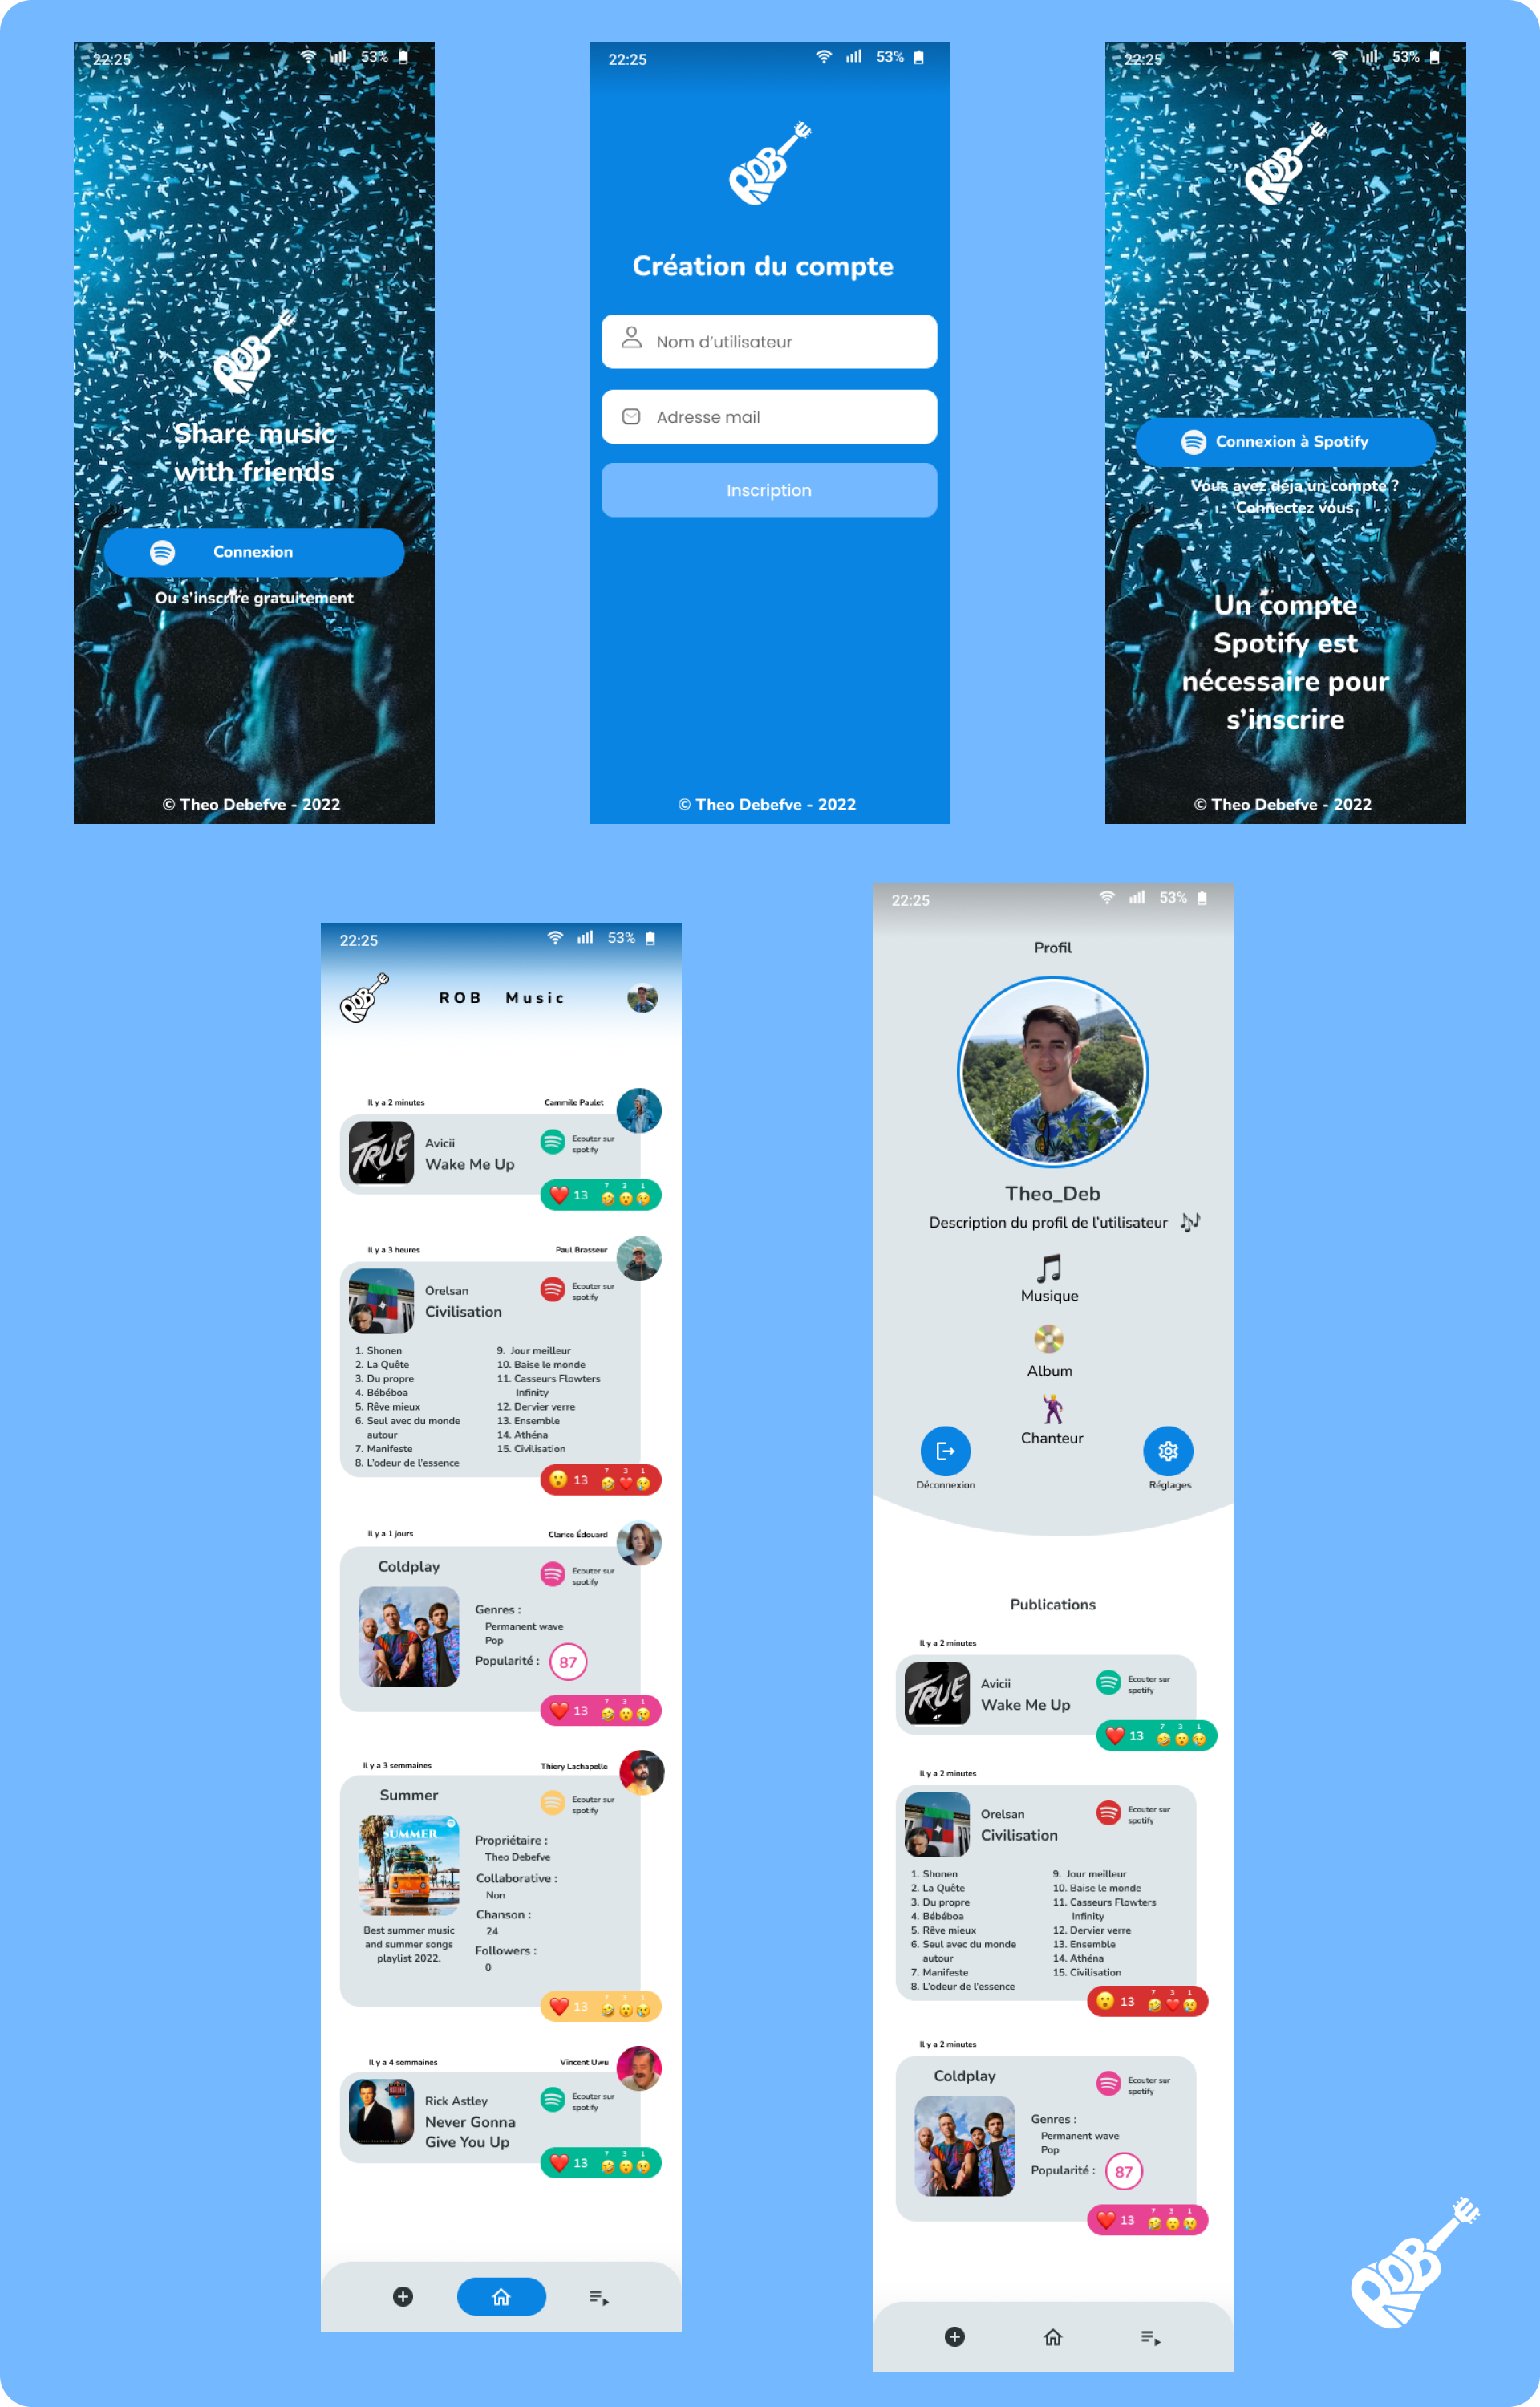 22:25 53%
ROB
Share music
with friends
Connexion
Ou s'inscrire gratuitement
© Theo Debefve - 2022
22:25 53%
ROB
Création du compte
Nom d'utilisateur
Adresse mail
Inscription
© Theo Debefve - 2022
22:25 53%
ROB
Connexion à Spotify
Vous avez déja un compte ?
Connectez vous
Un compte
Spotify est
nécessaire pour
s'inscrire
© Theo Debefve - 2022
22:25 53%
ROB
ROB Music
Il y a 2 minutes Cammile Paulet
TRUE
Avicii
Wake Me Up
Ecouter sur
spotify
13 7 3 1
Il y a 3 heures Paul Brasseur
Orelsan
Civilisation
Ecouter sur
spotify
1. Shonen
2. La Quête
3. Du propre
4. Bébéboa
5. Rêve mieux
6. Seul avec du monde
autour
7. Manifeste
8. L'odeur de l'essence
9. Jour meilleur
10. Baise le monde
11. Casseurs Flowters
Infinity
12. Dervier verre
13. Ensemble
14. Athéna
15. Civilisation
13 7 3 1
Il y a 1 jours Clarice Édouard
Coldplay
Ecouter sur
spotify
Genres :
Permanent wave
Pop
Popularité : 87
13 7 3 1
Il y a 3 semmaines Thiery Lachapelle
Summer
Ecouter sur
spotify
SUMMER
Best summer music
and summer songs
playlist 2022.
Propriétaire :
Theo Debefve
Collaborative :
Non
Chanson :
24
Followers :
0
13 7 3 1
Il y a 4 semmaines Vincent Uwu
Rick Astley
Never Gonna
Give You Up
Ecouter sur
spotify
13 7 3 1
22:25 53%
Profil
Theo_Deb
Description du profil de l'utilisateur
Musique
Album
Chanteur
Déconnexion
Réglages
Publications
Il y a 2 minutes
TRUE
Avicii
Wake Me Up
Ecouter sur
spotify
13 7 3 1
Il y a 2 minutes
Orelsan
Civilisation
Ecouter sur
spotify
1. Shonen
2. La Quête
3. Du propre
4. Bébéboa
5. Rêve mieux
6. Seul avec du monde
autour
7. Manifeste
8. L'odeur de l'essence
9. Jour meilleur
10. Baise le monde
11. Casseurs Flowters
Infinity
12. Dervier verre
13. Ensemble
14. Athéna
15. Civilisation
13 7 3 1
Il y a 2 minutes
Coldplay
Ecouter sur
spotify
Genres :
Permanent wave
Pop
Popularité : 87
13 7 3 1
ROB